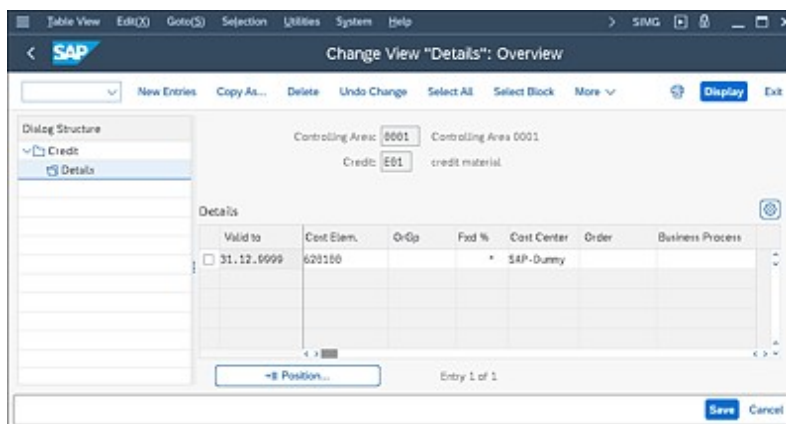 Table View Edit(X) Goto(S) Selection Utilities System Help > SIMG
< SAP Change View "Details": Overview
New Entries Copy As... Delete Undo Change Select All Select Block More Display Exit
Dialog Structure
Credit
Details
Controlling Area: 0001 Controlling Area 0001
Credit: E01 credit material
Details
Valid to Cost Elem. OrGp Fxd % Cost Center Order Business Process
31.12.9999 620100 * SAP-Dummy
Position... Entry 1 of 1
Save Cancel